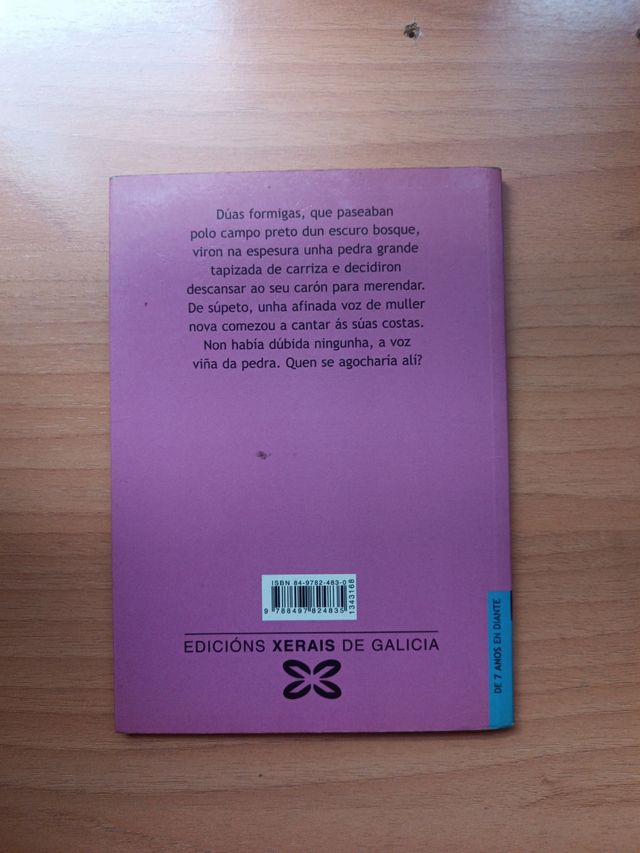 Dúas formigas, que paseaban
polo campo preto dun escuro bosque,
viron na espesura unha pedra grande
tapizada de carriza e decidiron
descansar ao seu carón para merendar.
De súpeto, unha afinada voz de muller
nova comezou a cantar ás súas costas.
Non había dúbida ningunha, a voz
viña da pedra. Quen se agocharía alí?
ISBN 84-9782-483-0
9 788497 824835
1343168
DE 7 ANOS EN DIANTE
EDICIÓNS XERAIS DE GALICIA